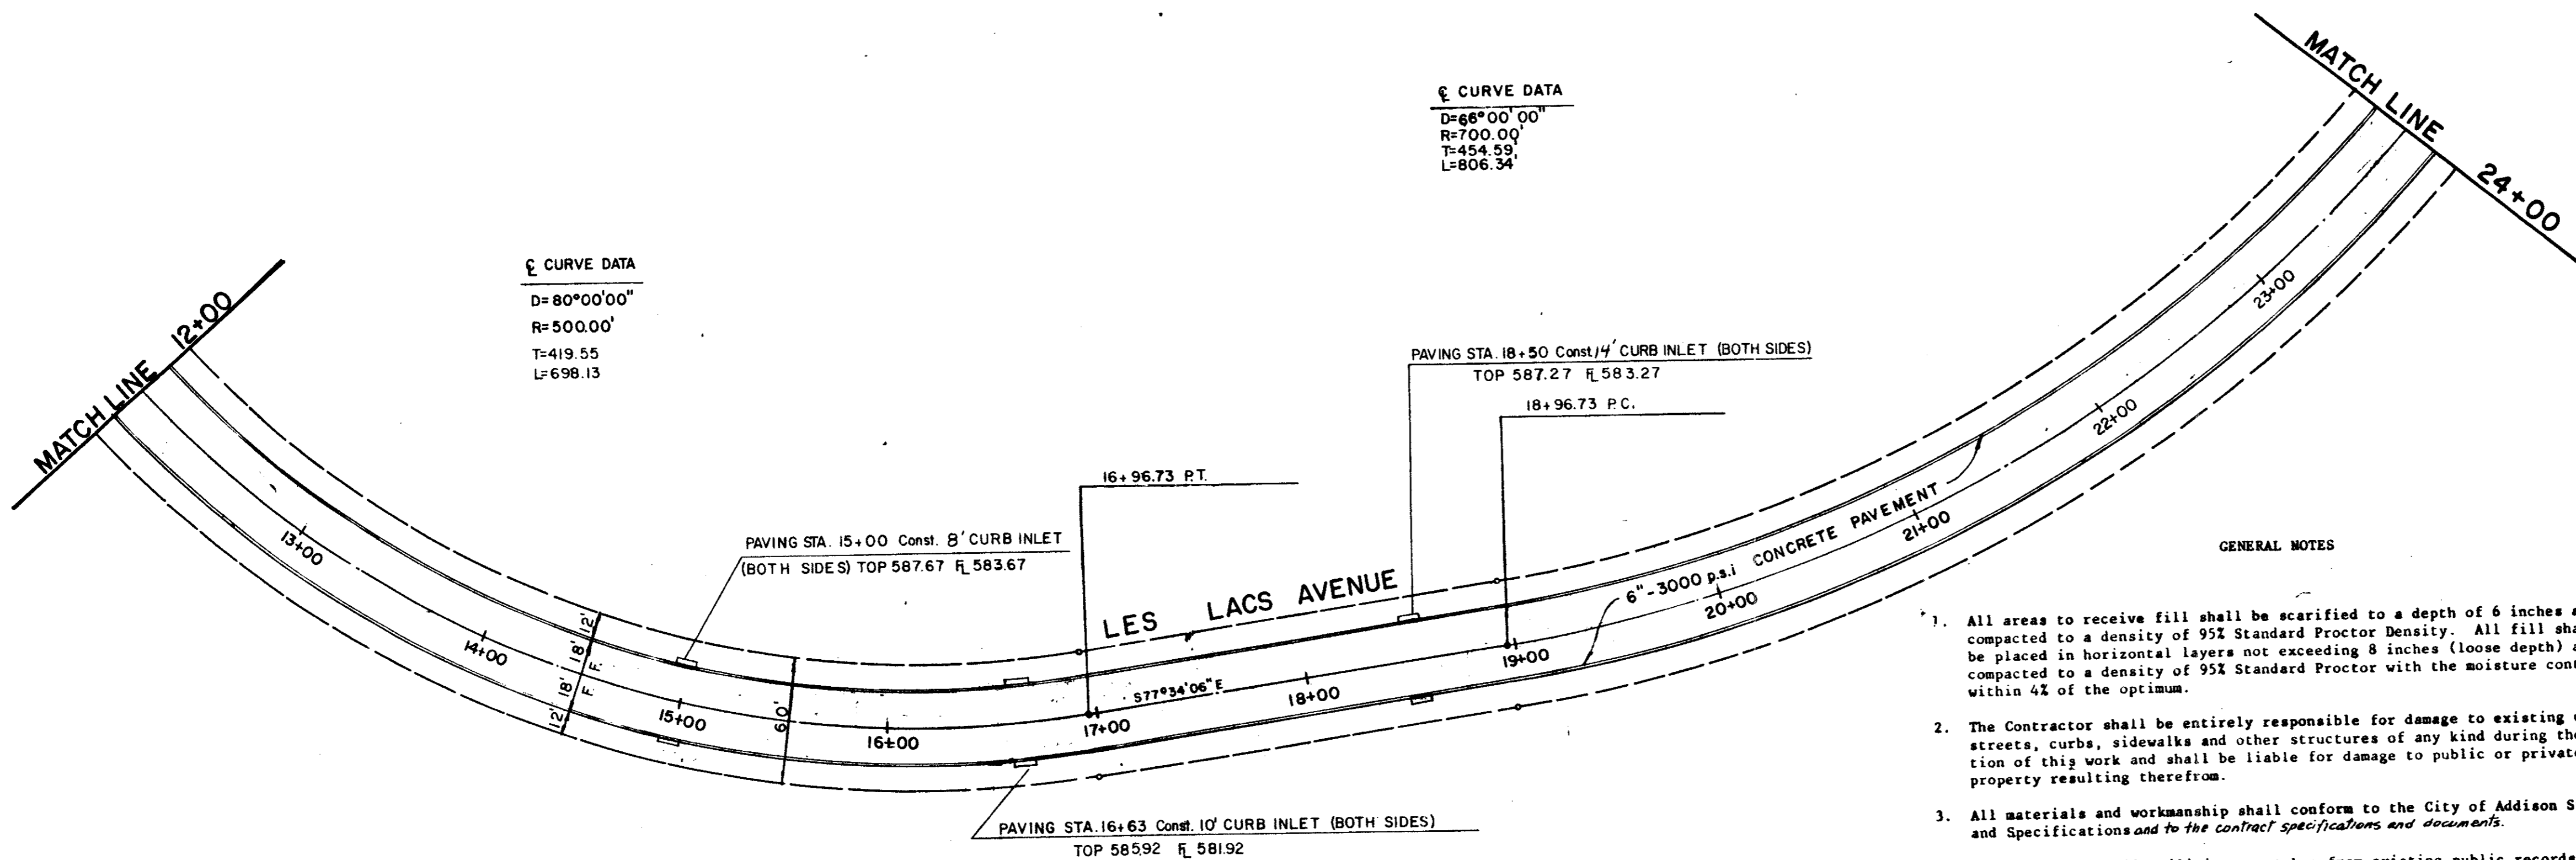 ℄ CURVE DATA
D=66°00'00"
R=700.00'
T=454.59'
L=806.34'
MATCH LINE 24+00
℄ CURVE DATA
D=80°00'00"
R=500.00'
T=419.55
L=698.13
MATCH LINE 12+00
PAVING STA. 18+50 Const. 14' CURB INLET (BOTH SIDES)
TOP 587.27 FL 583.27
18+96.73 P.C.
16+96.73 P.T.
PAVING STA. 15+00 Const. 8' CURB INLET
(BOTH SIDES) TOP 587.67 FL 583.67
LES LACS AVENUE
6"-3000 p.s.i CONCRETE PAVEMENT
S77°34'06"E
13+00
14+00
15+00
16+00
17+00
18+00
19+00
20+00
21+00
22+00
23+00
12'
18'
F.
18'
F.
12'
60'
PAVING STA. 16+63 Const. 10' CURB INLET (BOTH SIDES)
TOP 585.92 FL 581.92
GENERAL NOTES
1. All areas to receive fill shall be scarified to a depth of 6 inches
compacted to a density of 95% Standard Proctor Density. All fill
be placed in horizontal layers not exceeding 8 inches (loose depth)
compacted to a density of 95% Standard Proctor with the moisture
within 4% of the optimum.
2. The Contractor shall be entirely responsible for damage to existing
streets, curbs, sidewalks and other structures of any kind during
tion of this work and shall be liable for damage to public or private
property resulting therefrom.
3. All materials and workmanship shall conform to the City of Addison
and Specifications and to the contract specifications and documents.
from existing public records